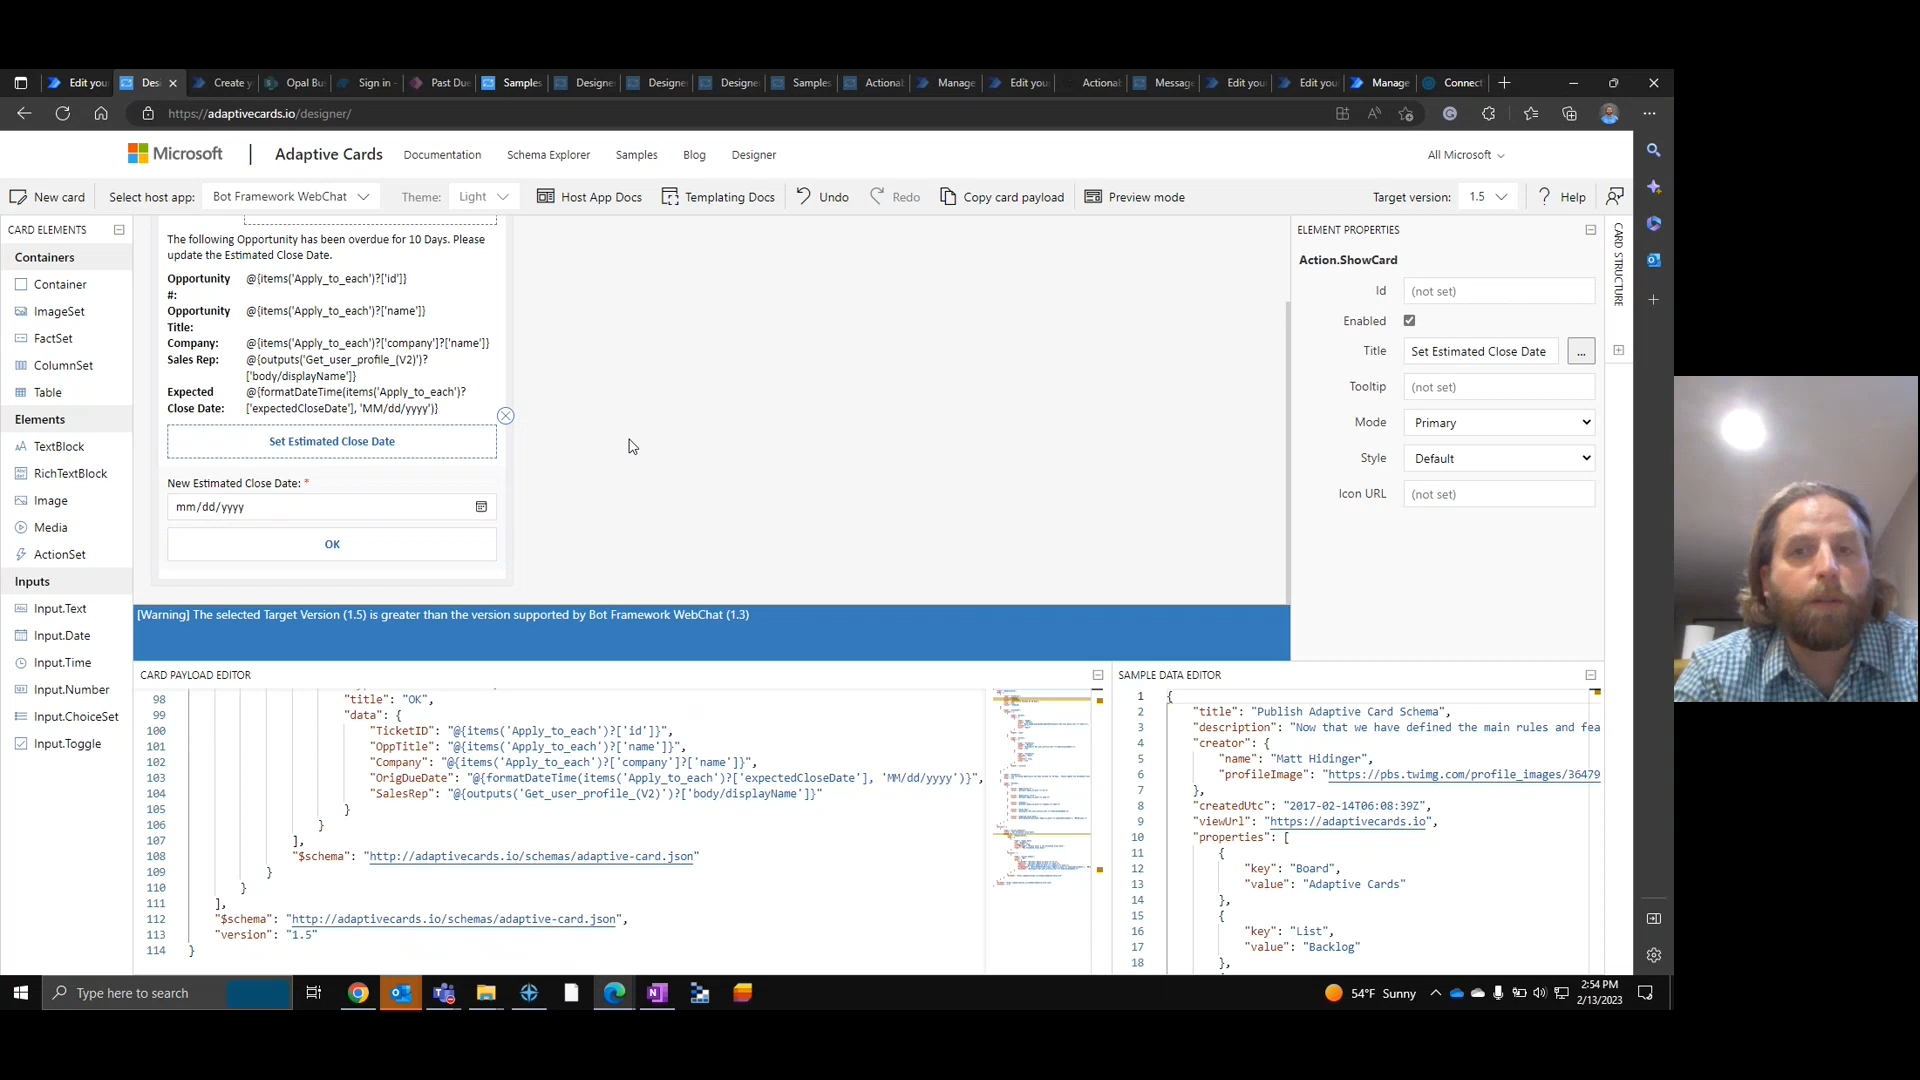 Edit your
Des
Create y
Opal Bu
Sign in -
Past Due
Samples
Designe
Designe
Designe
Samples
Actionab
Manage
Edit you
Actionab
Message
Edit you
Edit you
Manage
Connect
https://adaptivecards.io/designer/
Microsoft
Adaptive Cards
Documentation
Schema Explorer
Samples
Blog
Designer
All Microsoft
New card
Select host app:
Bot Framework WebChat
Theme:
Light
Host App Docs
Templating Docs
Undo
Redo
Copy card payload
Preview mode
Target version:
1.5
Help
CARD ELEMENTS
Containers
Container
ImageSet
FactSet
ColumnSet
Table
Elements
TextBlock
RichTextBlock
Image
Media
ActionSet
Inputs
Input.Text
Input.Date
Input.Time
Input.Number
Input.ChoiceSet
Input.Toggle
The following Opportunity has been overdue for 10 Days. Please
update the Estimated Close Date.
Opportunity @{items('Apply_to_each')?['id']}
#:
Opportunity @{items('Apply_to_each')?['name']}
Title:
Company: @{items('Apply_to_each')?['company']?['name']}
Sales Rep: @{outputs('Get_user_profile_(V2)')?
['body/displayName']}
Expected @{formatDateTime(items('Apply_to_each')?
Close Date: ['expectedCloseDate'], 'MM/dd/yyyy')}
Set Estimated Close Date
New Estimated Close Date: *
mm/dd/yyyy
OK
[Warning] The selected Target Version (1.5) is greater than the version supported by Bot Framework WebChat (1.3)
ELEMENT PROPERTIES
Action.ShowCard
Id (not set)
Enabled
Title Set Estimated Close Date ...
Tooltip (not set)
Mode Primary
Style Default
Icon URL (not set)
CARD STRUCTURE
CARD PAYLOAD EDITOR
98 "title": "OK",
99 "data": {
100 "TicketID": "@{items('Apply_to_each')?['id']}",
101 "OppTitle": "@{items('Apply_to_each')?['name']}",
102 "Company": "@{items('Apply_to_each')?['company']?['name']}",
103 "OrigDueDate": "@{formatDateTime(items('Apply_to_each')?['expectedCloseDate'], 'MM/dd/yyyy')}",
104 "SalesRep": "@{outputs('Get_user_profile_(V2)')?['body/displayName']}"
105 }
106 }
107 ],
108 "$schema": "http://adaptivecards.io/schemas/adaptive-card.json"
109 }
110 }
111 ],
112 "$schema": "http://adaptivecards.io/schemas/adaptive-card.json",
113 "version": "1.5"
114 }
SAMPLE DATA EDITOR
1 {
2 "title": "Publish Adaptive Card Schema",
3 "description": "Now that we have defined the main rules and fea
4 "creator": {
5 "name": "Matt Hidinger",
6 "profileImage": "https://pbs.twimg.com/profile_images/36479
7 },
8 "createdUtc": "2017-02-14T06:08:39Z",
9 "viewUrl": "https://adaptivecards.io",
10 "properties": [
11 {
12 "key": "Board",
13 "value": "Adaptive Cards"
14 },
15 {
16 "key": "List",
17 "value": "Backlog"
18 },
Type here to search
54°F Sunny
2:54 PM
2/13/2023